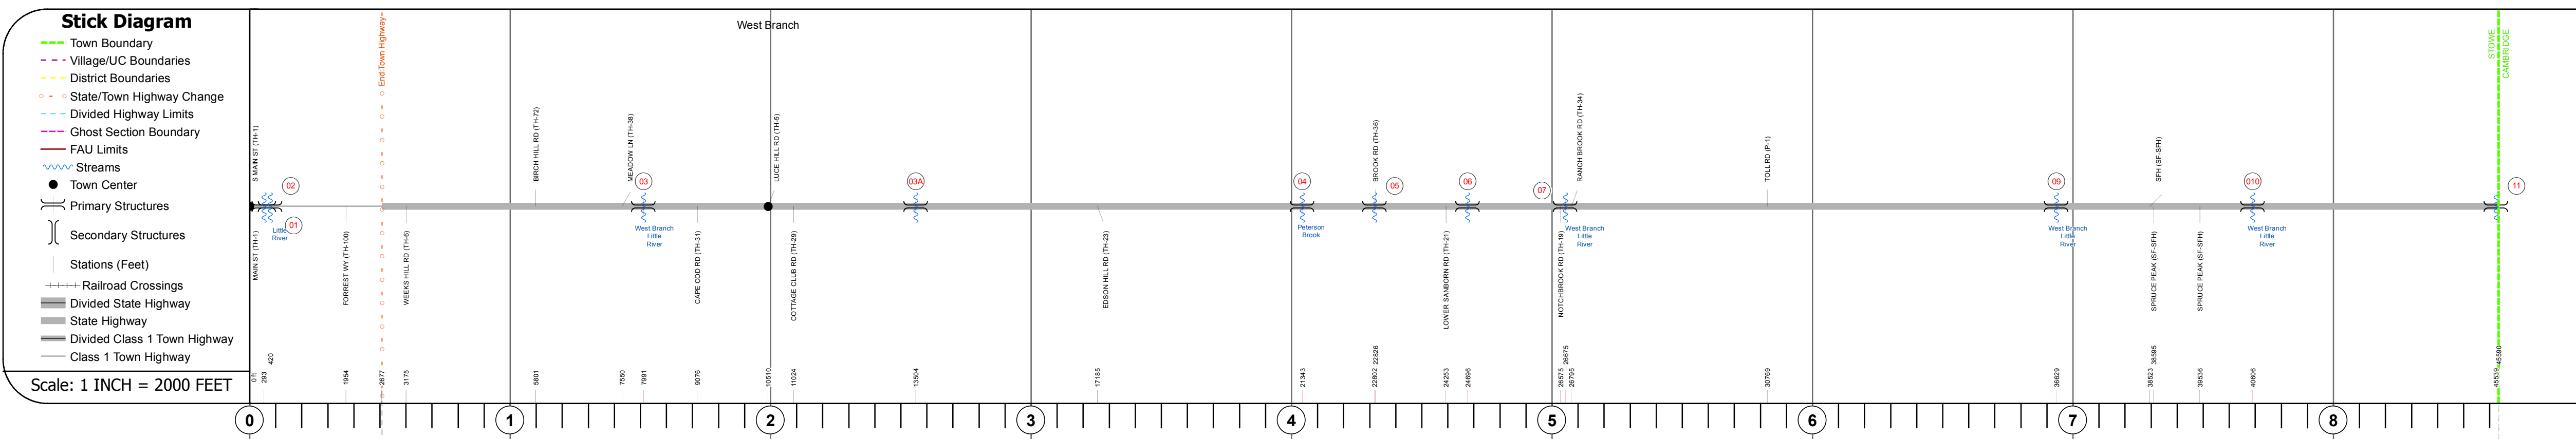 Stick Diagram
Town Boundary
Village/UC Boundaries
District Boundaries
State/Town Highway Change
Divided Highway Limits
Ghost Section Boundary
FAU Limits
Streams
Town Center
Primary Structures
Secondary Structures
Stations (Feet)
Railroad Crossings
Divided State Highway
State Highway
Divided Class 1 Town Highway
Class 1 Town Highway
Scale: 1 INCH = 2000 FEET
West Branch
End:Town Highway
STOWE
CAMBRIDGE
S MAIN ST (TH-1)
BIRCH HILL RD (TH-72)
MEADOW LN (TH-38)
LUCE HILL RD (TH-5)
BROOK RD (TH-36)
RANCH BROOK RD (TH-34)
TOLL RD (P-1)
SFH (SF-SFH)
02
01
03
03A
04
05
06
07
09
010
11
Little
River
West Branch
Little
River
Peterson
Brook
West Branch
Little
River
West Branch
Little
River
West Branch
Little
River
MAIN ST (TH-1)
FORREST WY (TH-100)
WEEKS HILL RD (TH-6)
CAPE COD RD (TH-31)
COTTAGE CLUB RD (TH-29)
EDSON HILL RD (TH-23)
LOWER SANBORN RD (TH-21)
NOTCHBROOK RD (TH-19)
SPRUCE PEAK (SF-SFH)
SPRUCE PEAK (SF-SFH)
0 ft
293
420
1954
2677
3175
5801
7550
7991
9076
10510
11024
13504
17185
21343
22802
22826
24253
24696
26575
26675
26795
30769
36629
38523
38595
39536
40606
45539
45590
0
1
2
3
4
5
6
7
8